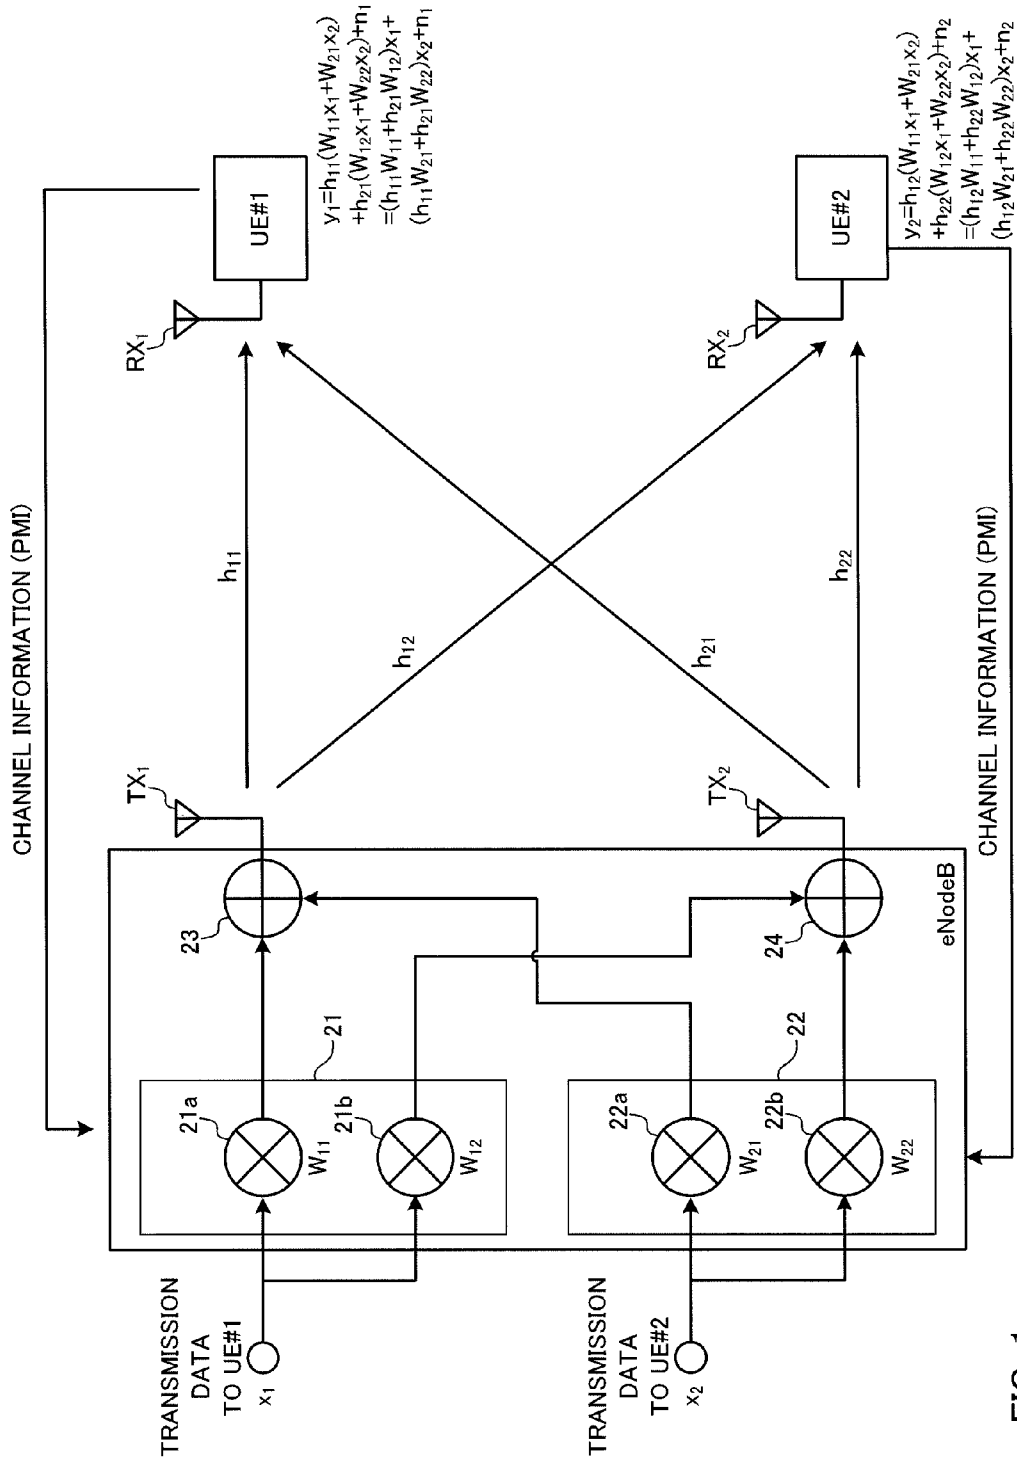 CHANNEL INFORMATION (PMI)
TRANSMISSION
DATA
TO UE#1
x1
21a
W11
21b
W12
21
23
TX1
h11
h12
RX1
UE#1
y1=h11(W11x1+W21x2)
+h21(W12x1+W22x2)+n1
=(h11W11+h21W12)x1+
(h11W21+h21W22)x2+n1
TRANSMISSION
DATA
TO UE#2
x2
22a
W21
22b
W22
22
24
eNodeB
TX2
h21
h22
RX2
UE#2
y2=h12(W11x1+W21x2)
+h22(W12x1+W22x2)+n2
=(h12W11+h22W12)x1+
(h12W21+h22W22)x2+n2
CHANNEL INFORMATION (PMI)